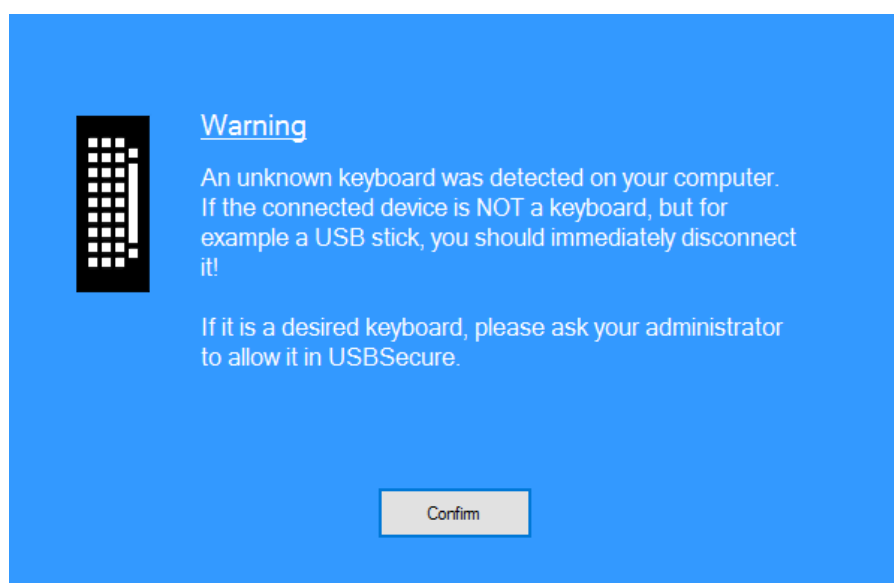 Warning
An unknown keyboard was detected on your computer.
If the connected device is NOT a keyboard, but for
example a USB stick, you should immediately disconnect
it!
If it is a desired keyboard, please ask your administrator
to allow it in USBSecure.
Confirm